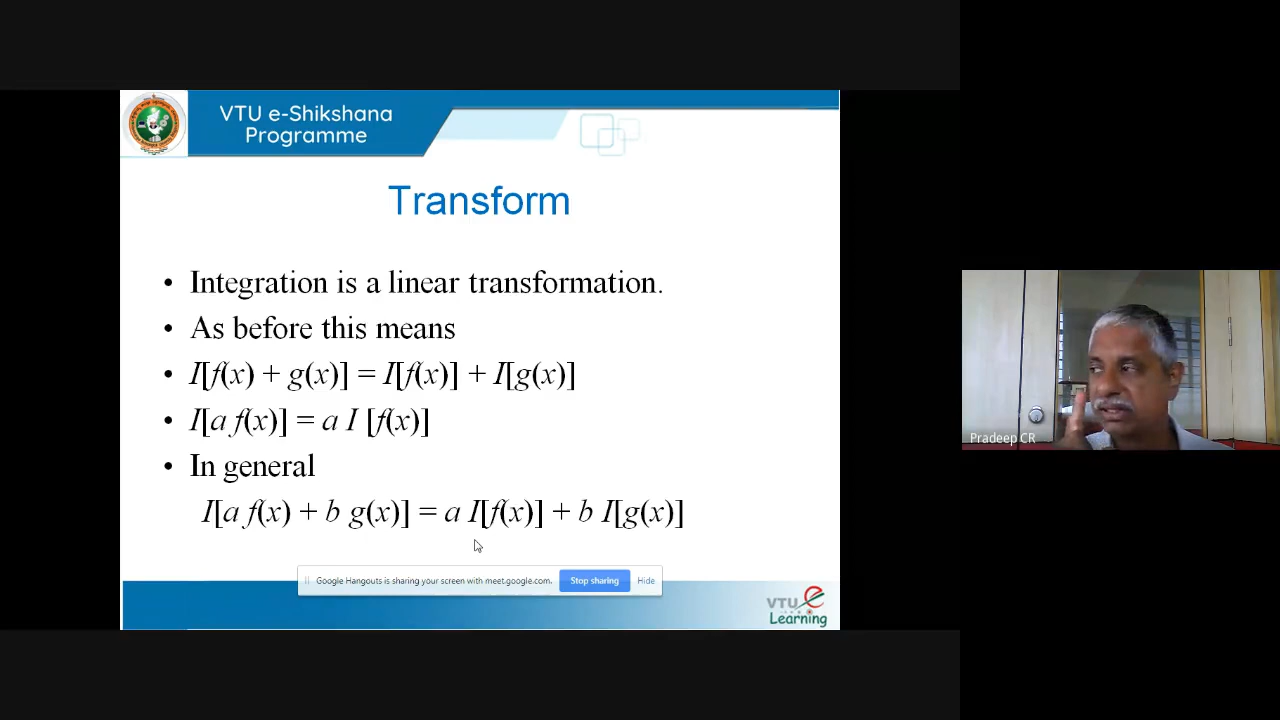 VTU e-Shikshana
Programme
Transform
• Integration is a linear transformation.
• As before this means
• I[f(x) + g(x)] = I[f(x)] + I[g(x)]
• I[a f(x)] = a I [f(x)]
• In general
I[a f(x) + b g(x)] = a I[f(x)] + b I[g(x)]
Google Hangouts is sharing your screen with meet.google.com.
Stop sharing
Hide
VTU e
Learning
Pradeep CR